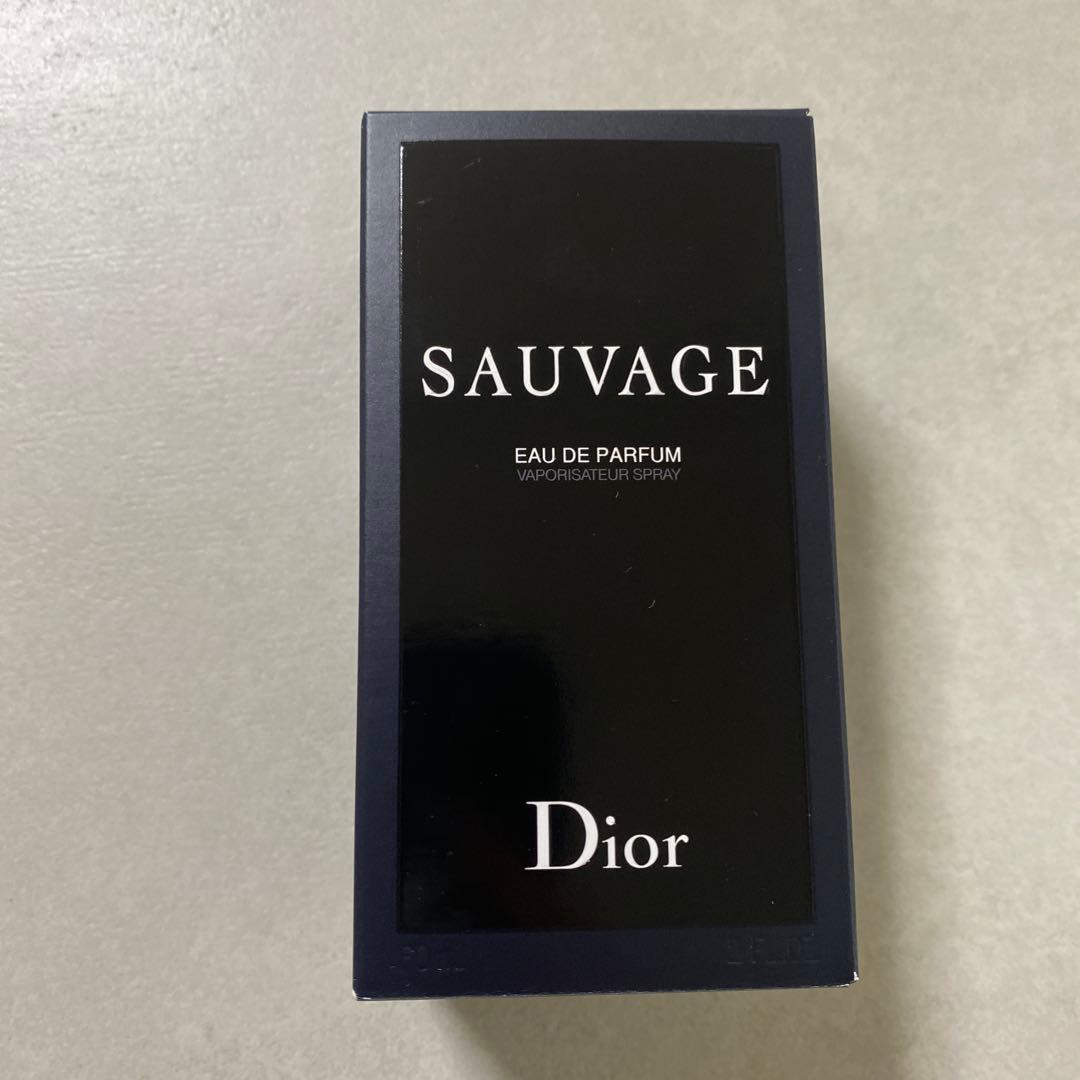 SAUVAGE
EAU DE PARFUM
VAPORISATEUR SPRAY
Dior